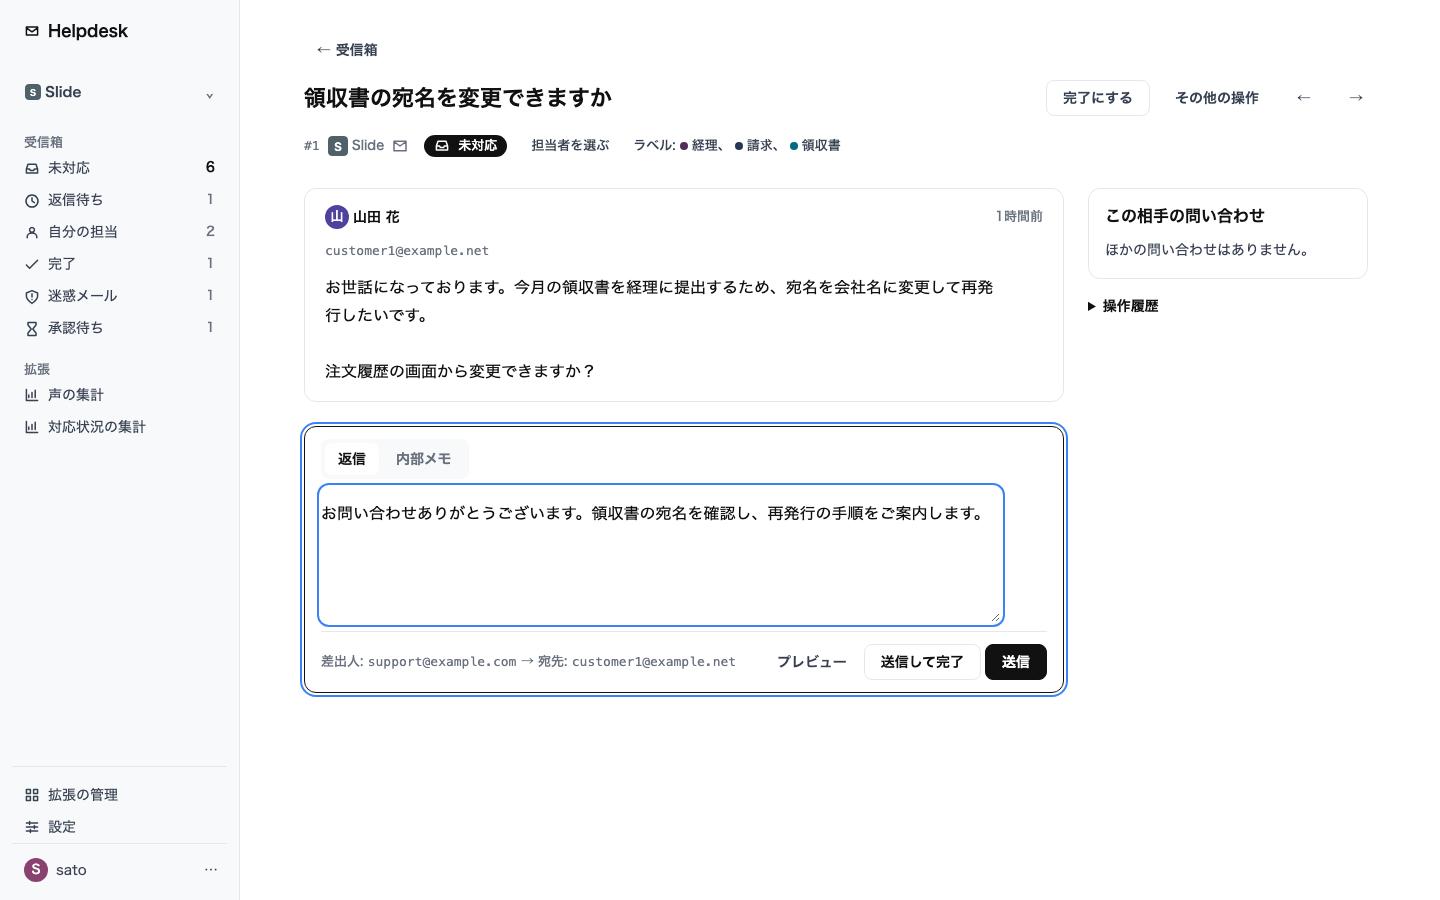 Helpdesk
S Slide
受信箱
未対応 6
返信待ち 1
自分の担当 2
完了 1
迷惑メール 1
承認待ち 1
拡張
声の集計
対応状況の集計
拡張の管理
設定
S sato …
← 受信箱
領収書の宛名を変更できますか
完了にする その他の操作 ← →
#1 S Slide 未対応 担当者を選ぶ ラベル: 経理、 請求、 領収書
山 山田 花 1時間前
customer1@example.net
お世話になっております。今月の領収書を経理に提出するため、宛名を会社名に変更して再発
行したいです。
注文履歴の画面から変更できますか？
返信 内部メモ
お問い合わせありがとうございます。領収書の宛名を確認し、再発行の手順をご案内します。
差出人: support@example.com → 宛先: customer1@example.net プレビュー 送信して完了 送信
この相手の問い合わせ
ほかの問い合わせはありません。
▶ 操作履歴